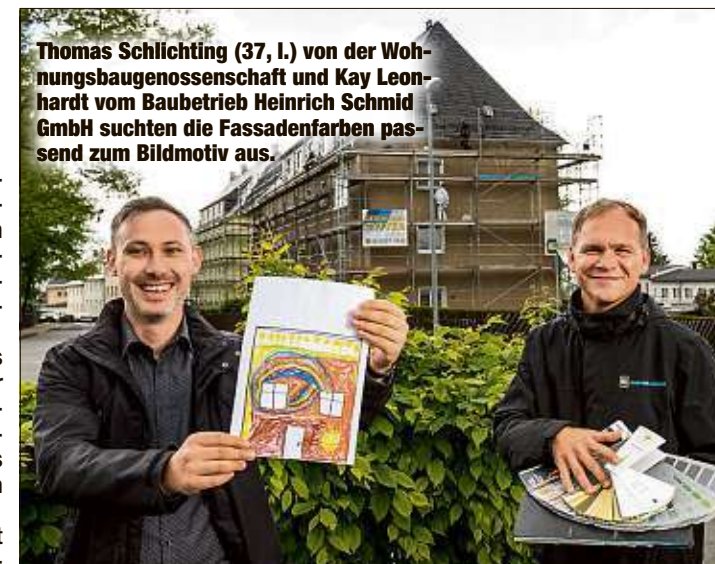 Thomas Schlichting (37, l.) von der Woh-
nungsbaugenossenschaft und Kay Leon-
hardt vom Baubetrieb Heinrich Schmid
GmbH suchten die Fassadenfarben pas-
send zum Bildmotiv aus.